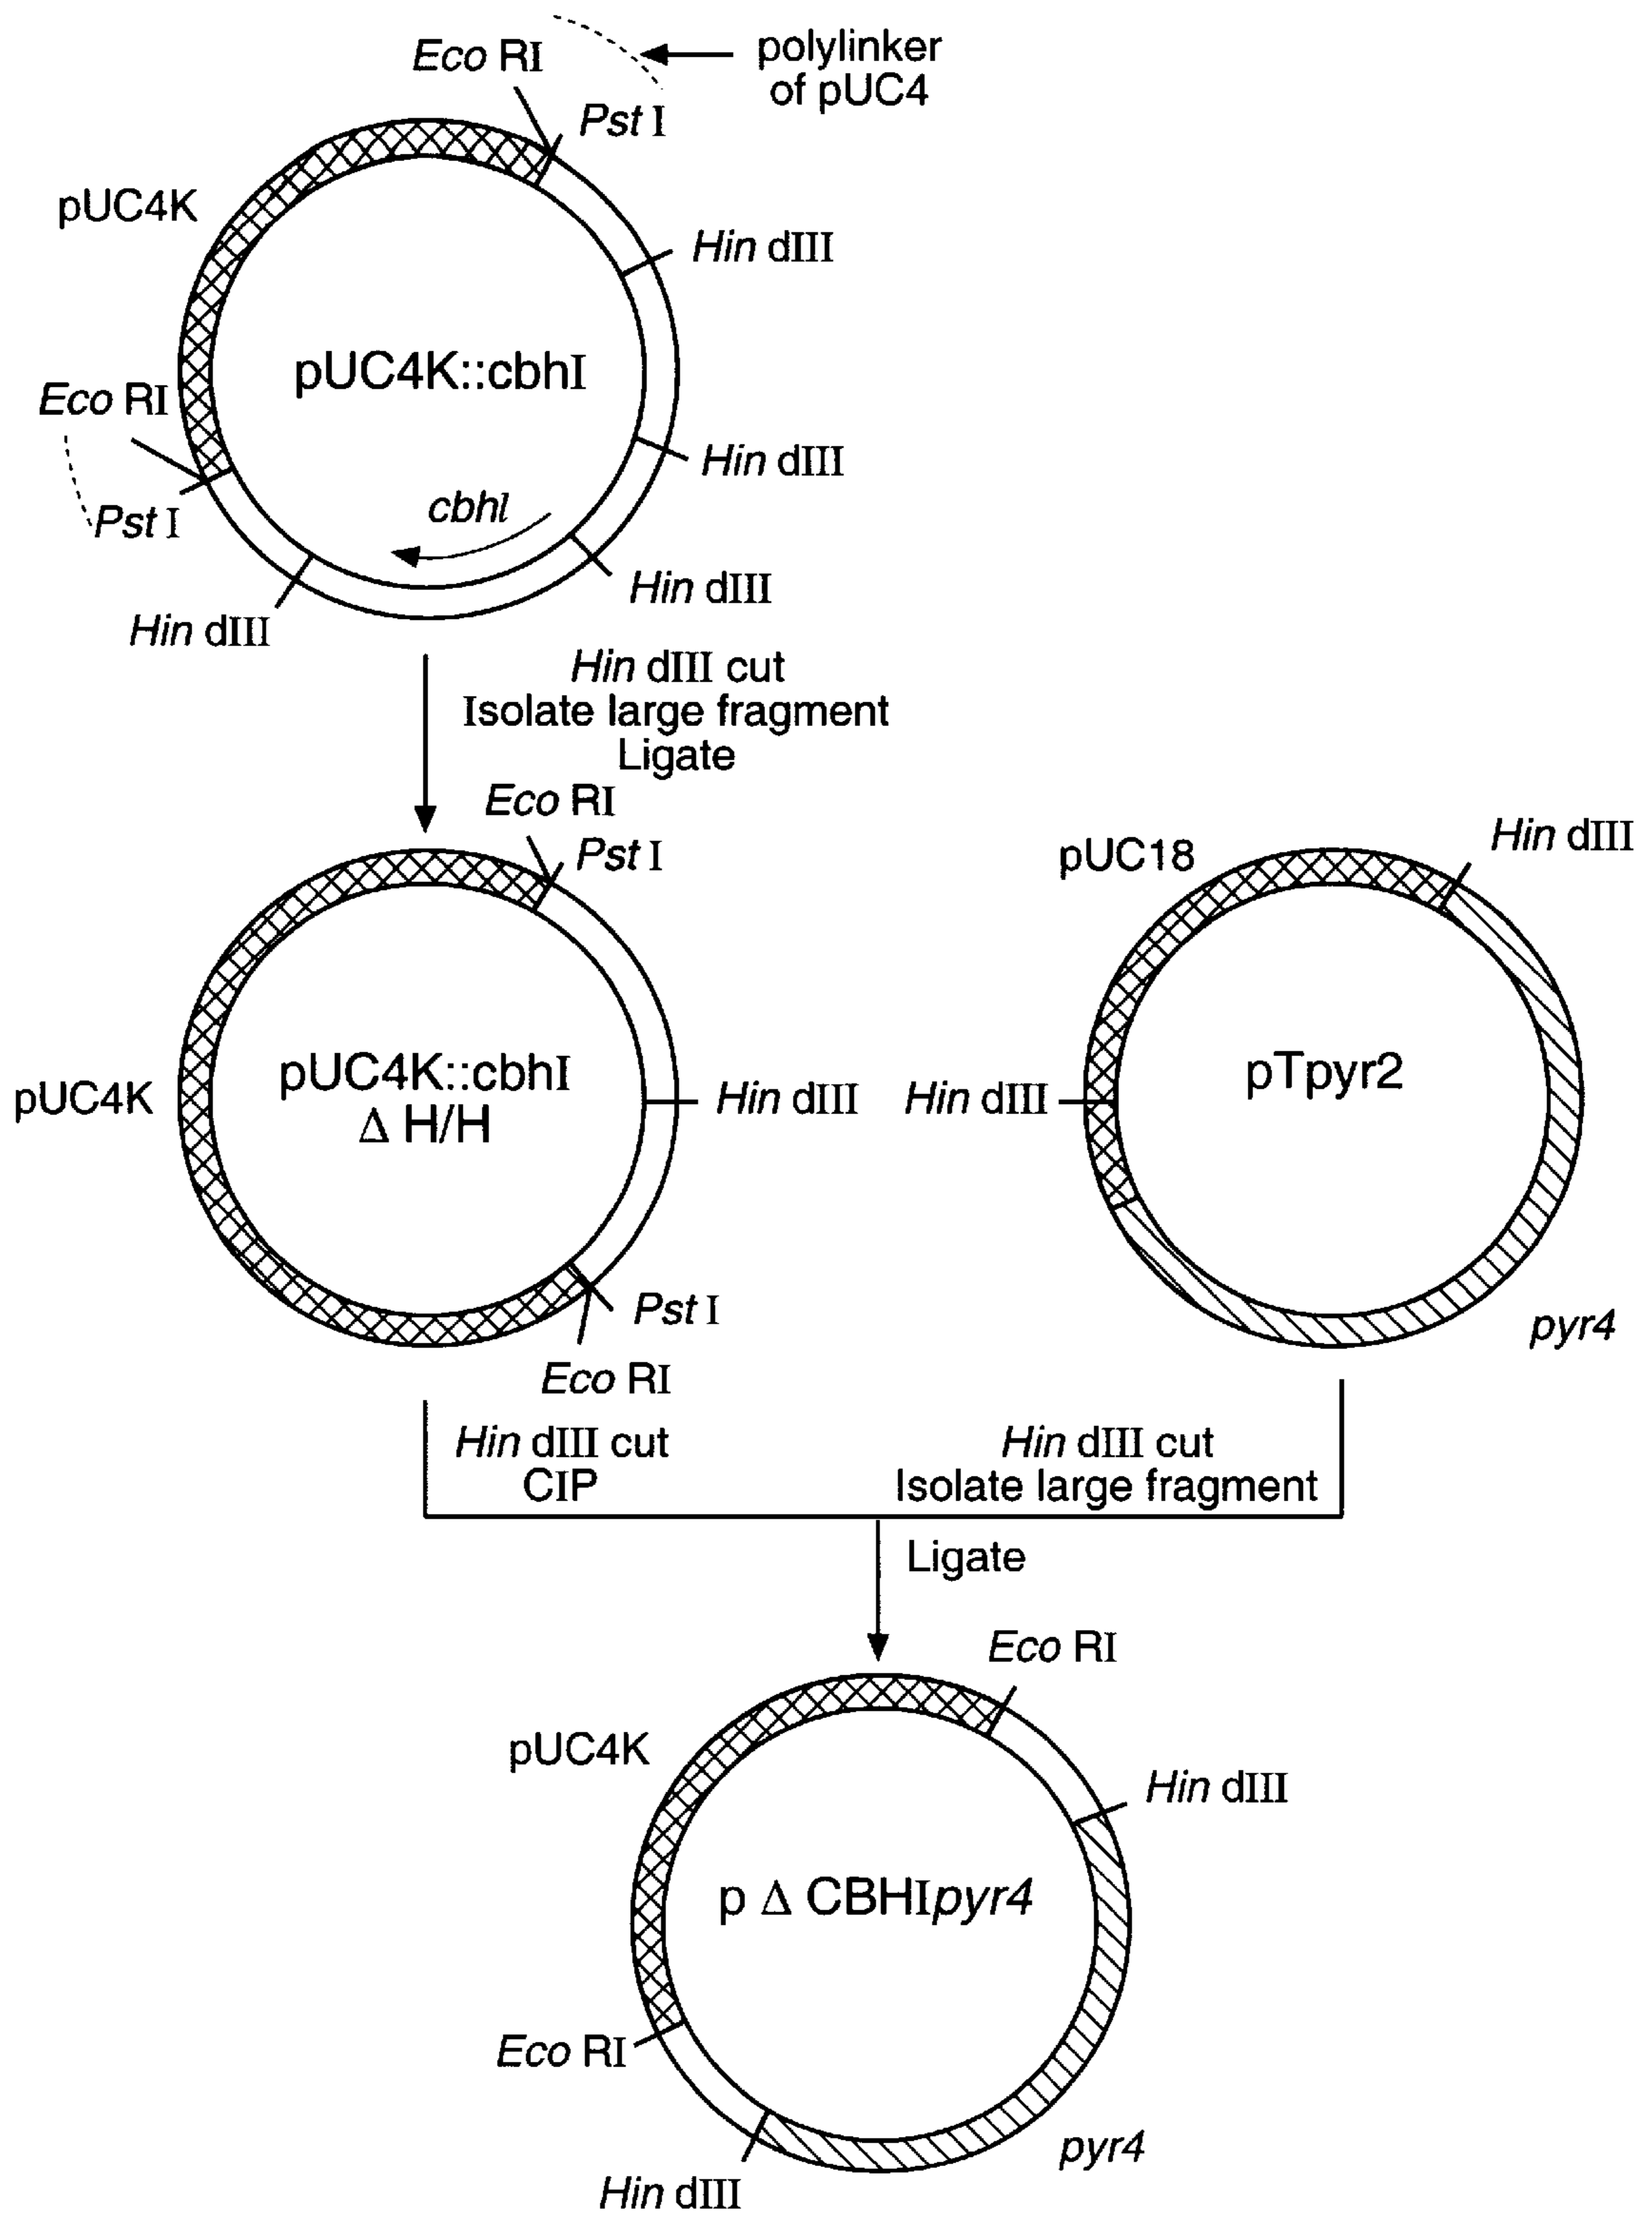 Eco RI
polylinker
of pUC4
Pst I
pUC4K
Hin dIII
pUC4K::cbhI
Eco RI
Hin dIII
cbhI
Pst I
Hin dIII
Hin dIII
Hin dIII cut
Isolate large fragment
Ligate
Eco RI
Pst I
pUC4K
pUC4K::cbhI
Δ H/H
Hin dIII
Pst I
Eco RI
pUC18
Hin dIII
pTpyr2
Hin dIII
pyr4
Hin dIII cut
CIP
Hin dIII cut
Isolate large fragment
Ligate
Eco RI
pUC4K
Hin dIII
p Δ CBHIpyr4
Eco RI
pyr4
Hin dIII